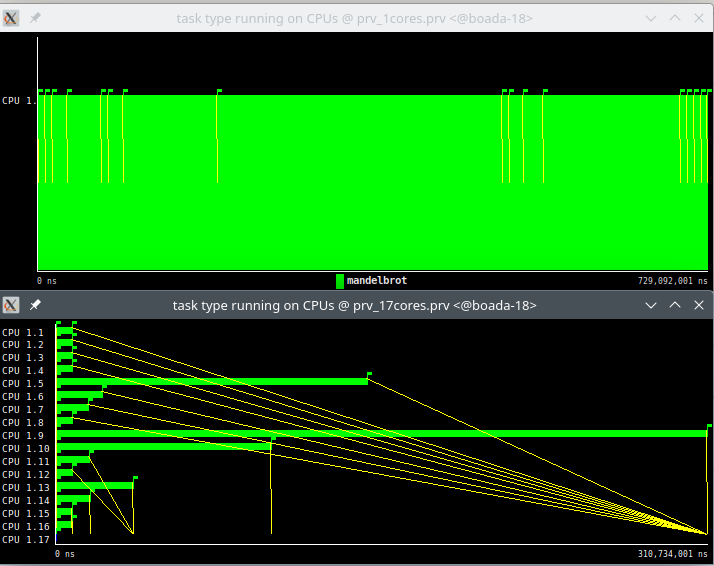 task type running on CPUs @ prv_1cores.prv <@boada-18>
CPU 1.
0 ns
mandelbrot
729,092,001 ns
task type running on CPUs @ prv_17cores.prv <@boada-18>
CPU 1.1
CPU 1.2
CPU 1.3
CPU 1.4
CPU 1.5
CPU 1.6
CPU 1.7
CPU 1.8
CPU 1.9
CPU 1.10
CPU 1.11
CPU 1.12
CPU 1.13
CPU 1.14
CPU 1.15
CPU 1.16
CPU 1.17
0 ns
310,734,001 ns